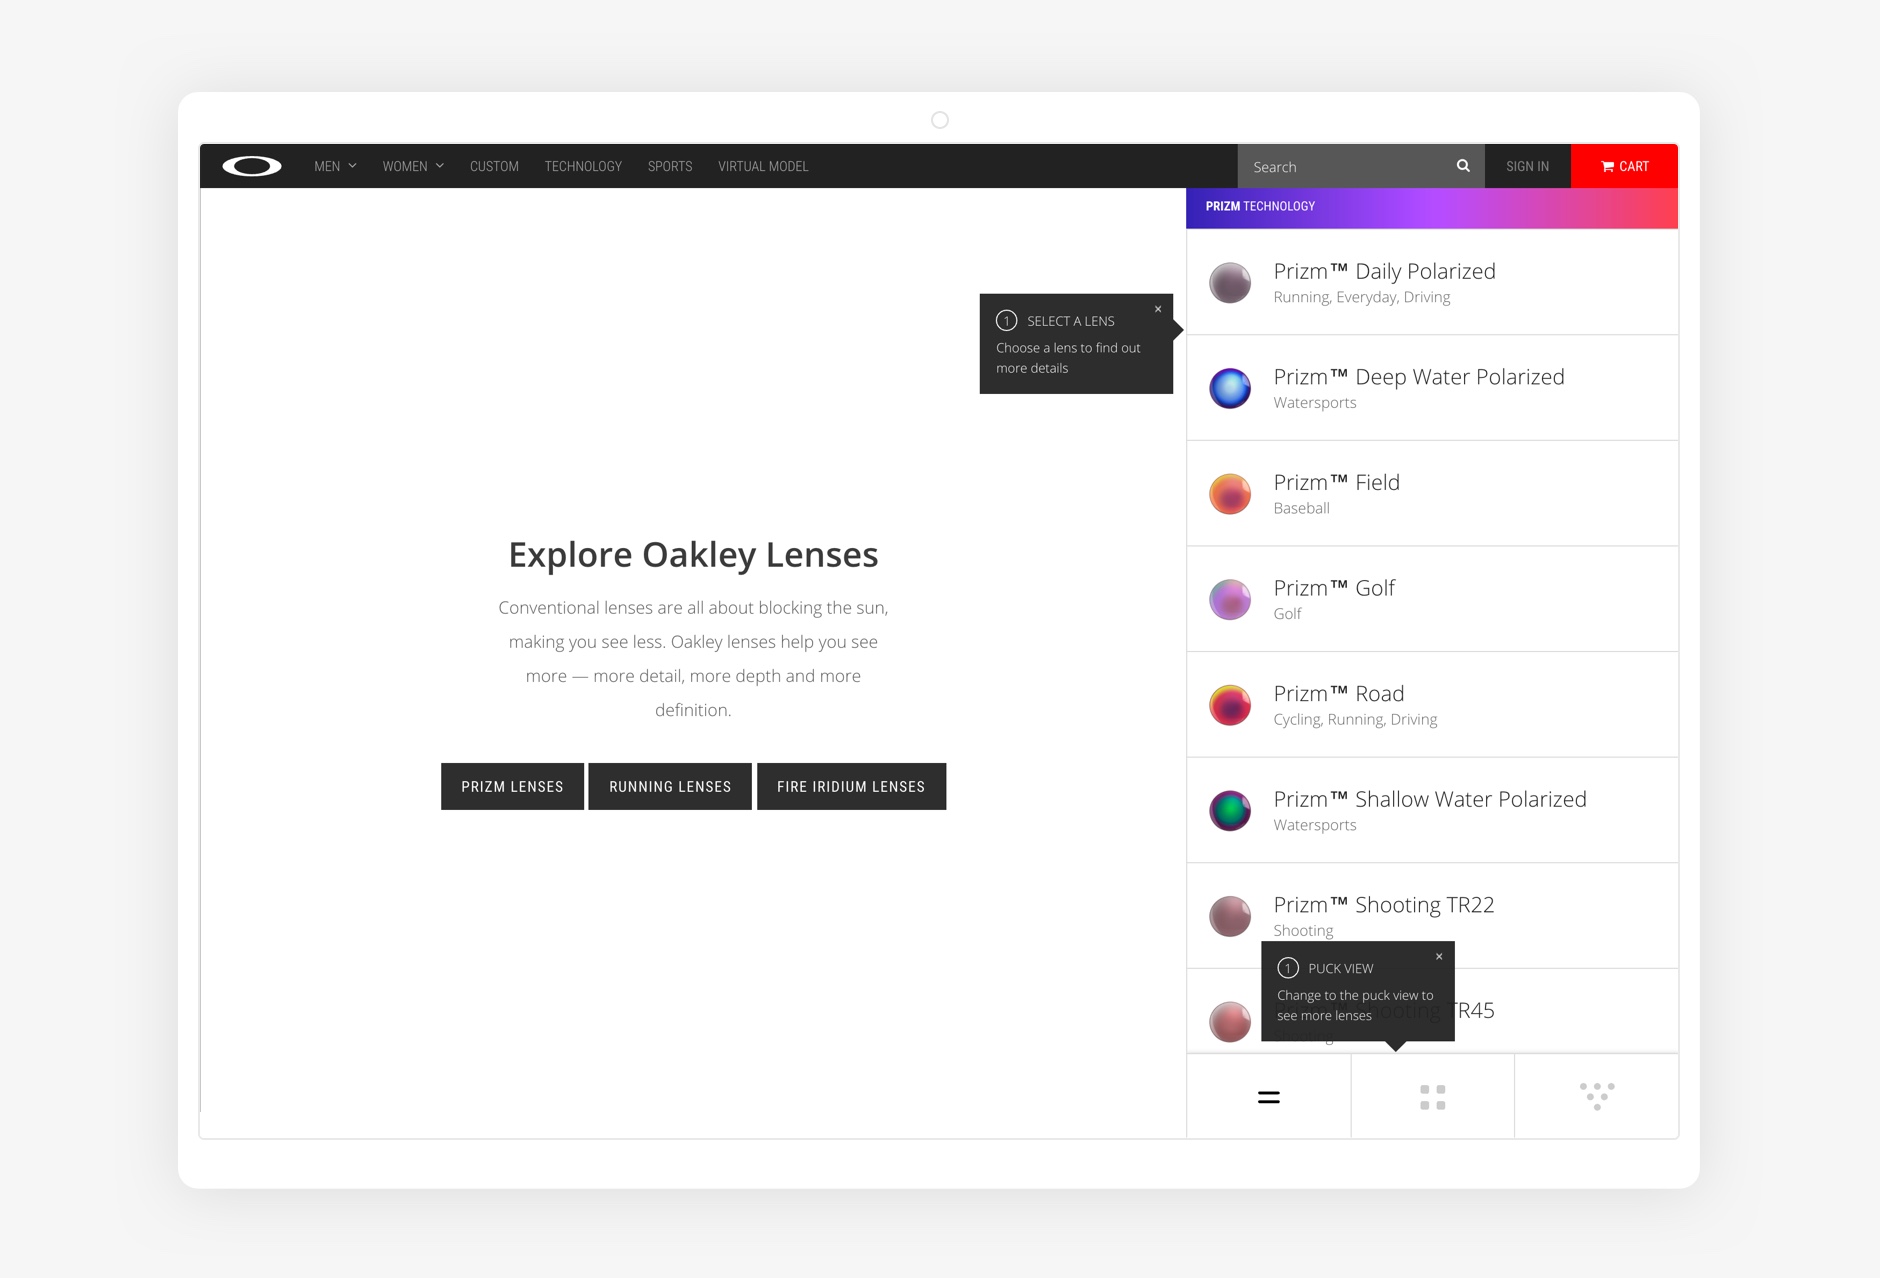 MEN
WOMEN
CUSTOM
TECHNOLOGY
SPORTS
VIRTUAL MODEL
Search
SIGN IN
CART
PRIZM TECHNOLOGY
Prizm™ Daily Polarized
Running, Everyday, Driving
1 SELECT A LENS
×
Choose a lens to find out
more details
Prizm™ Deep Water Polarized
Watersports
Prizm™ Field
Baseball
Explore Oakley Lenses
Conventional lenses are all about blocking the sun,
making you see less. Oakley lenses help you see
more — more detail, more depth and more
definition.
PRIZM LENSES
RUNNING LENSES
FIRE IRIDIUM LENSES
Prizm™ Golf
Golf
Prizm™ Road
Cycling, Running, Driving
Prizm™ Shallow Water Polarized
Watersports
Prizm™ Shooting TR22
Shooting
1 PUCK VIEW
×
Change to the puck view to
see more lenses
Shooting TR45